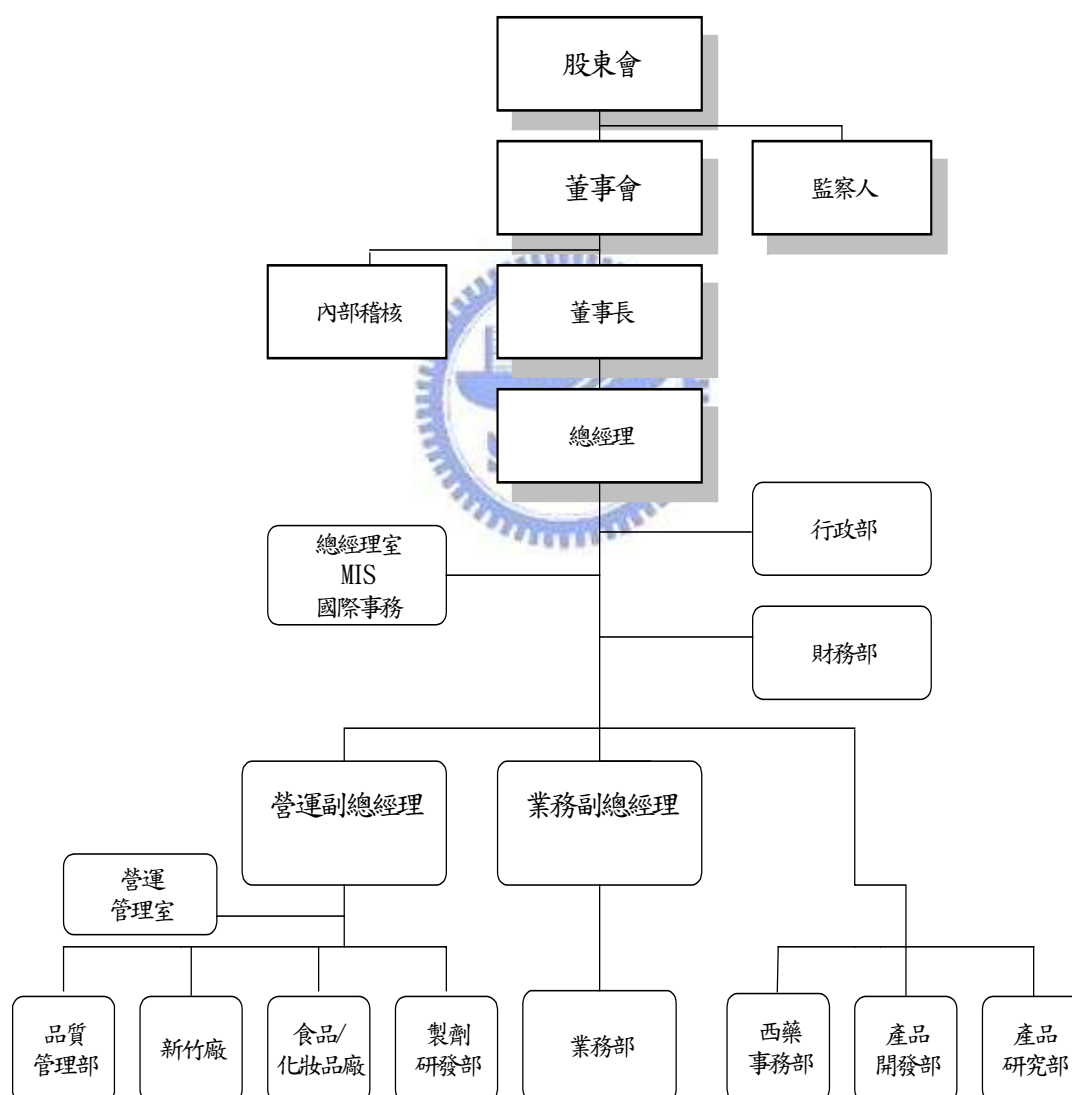 股東會
董事會
監察人
內部稽核
董事長
總經理
行政部
總經理室
MIS
國際事務
財務部
營運副總經理
業務副總經理
營運
管理室
品質
管理部
新竹廠
食品/
化妝品廠
製劑
研發部
業務部
西藥
事務部
產品
開發部
產品
研究部